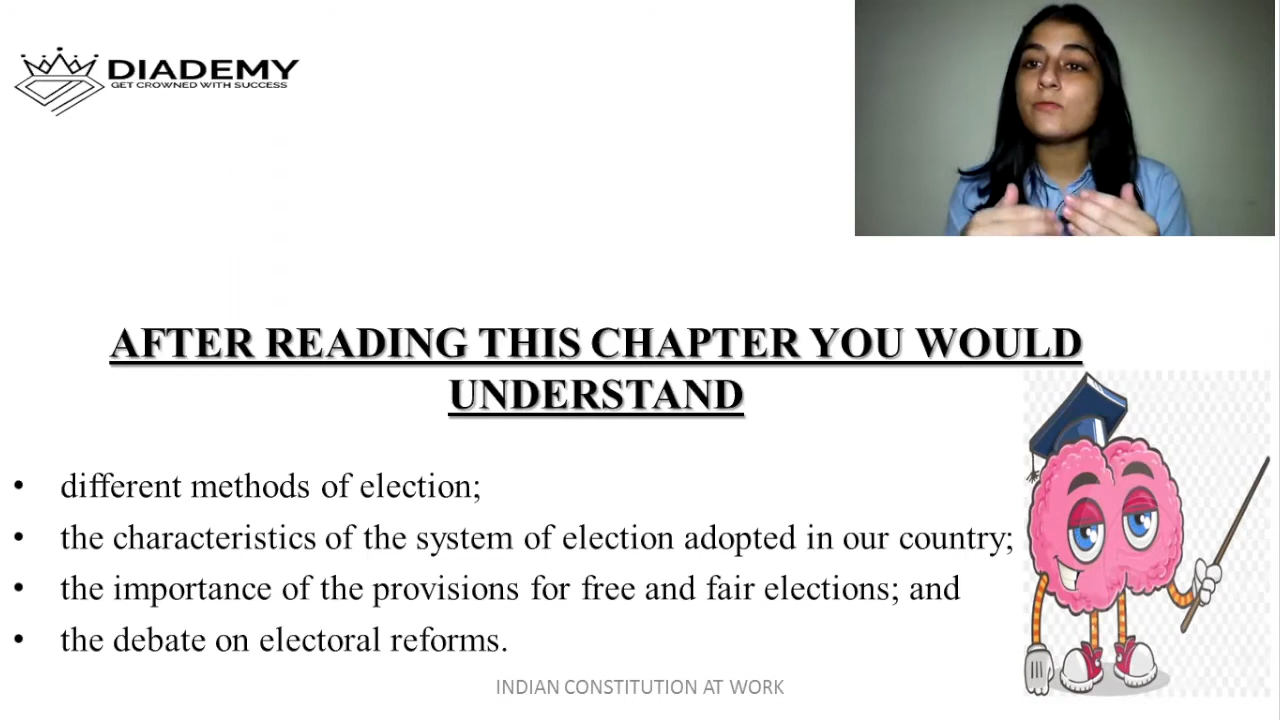 DIADEMY
GET CROWNED WITH SUCCESS
AFTER READING THIS CHAPTER YOU WOULD
UNDERSTAND
• different methods of election;
• the characteristics of the system of election adopted in our country;
• the importance of the provisions for free and fair elections; and
• the debate on electoral reforms.
INDIAN CONSTITUTION AT WORK